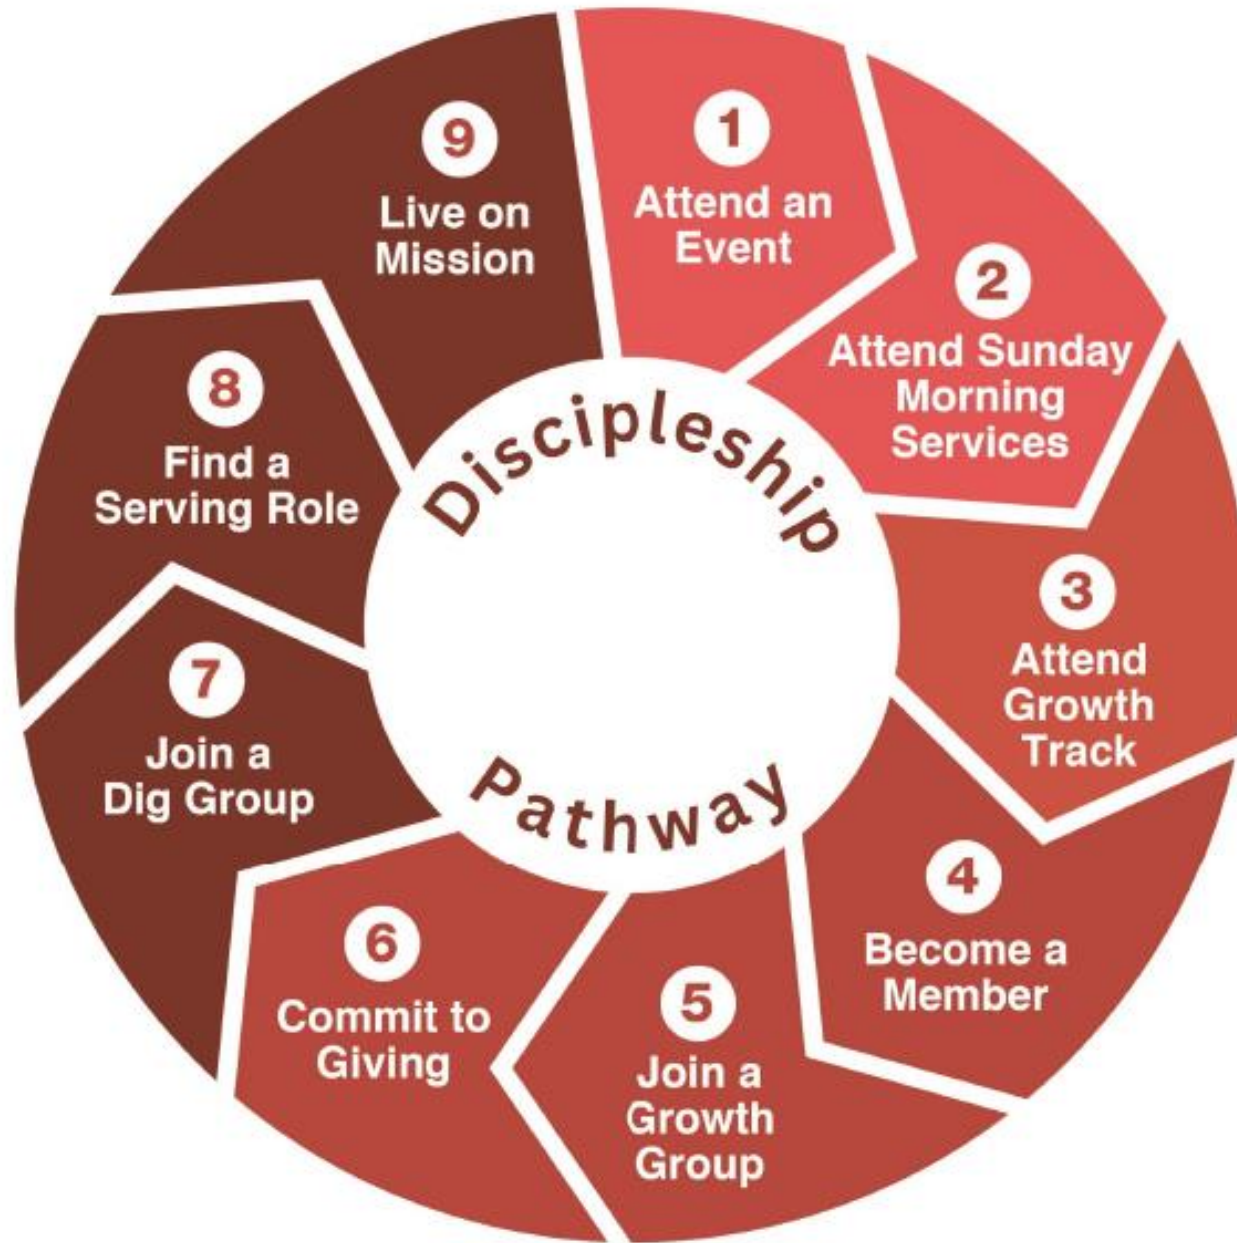 Discipleship
Pathway
1
Attend an
Event
2
Attend Sunday
Morning
Services
3
Attend
Growth
Track
4
Become a
Member
5
Join a
Growth
Group
6
Commit to
Giving
7
Join a
Dig Group
8
Find a
Serving Role
9
Live on
Mission